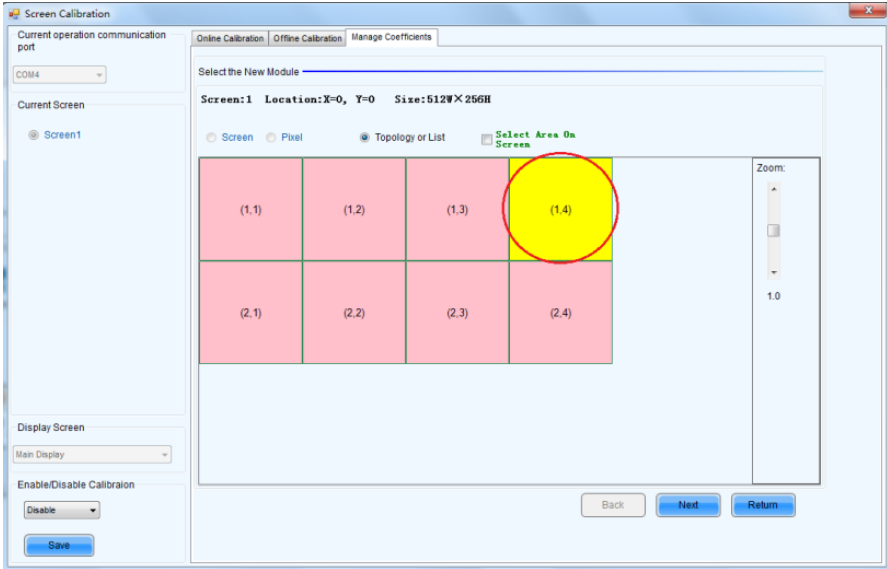 Screen Calibration
Current operation communication
port
COM4
Current Screen
Screen1
Display Screen
Main Display
Enable/Disable Calibraion
Disable
Save
Online Calibration
Offline Calibration
Manage Coefficients
Select the New Module
Screen:1 Location:X=0, Y=0 Size:512W×256H
Screen
Pixel
Topology or List
Select Area On
Screen
(1,1)
(1,2)
(1,3)
(1,4)
(2,1)
(2,2)
(2,3)
(2,4)
Zoom:
1.0
Back
Next
Return